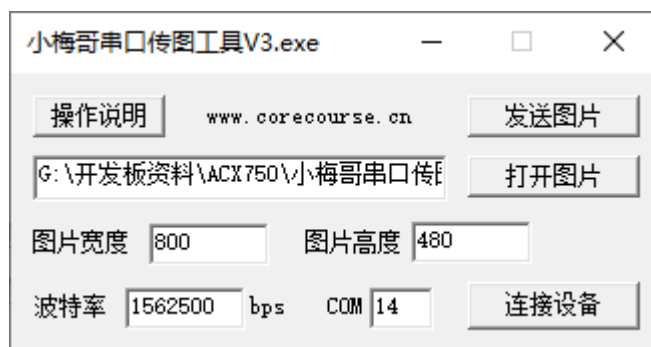 小梅哥串口传图工具V3.exe
操作说明 www.corecourse.cn 发送图片
G:\开发板资料\ACX750\小梅哥串口传 打开图片
图片宽度 800 图片高度 480
波特率 1562500 bps COM 14 连接设备